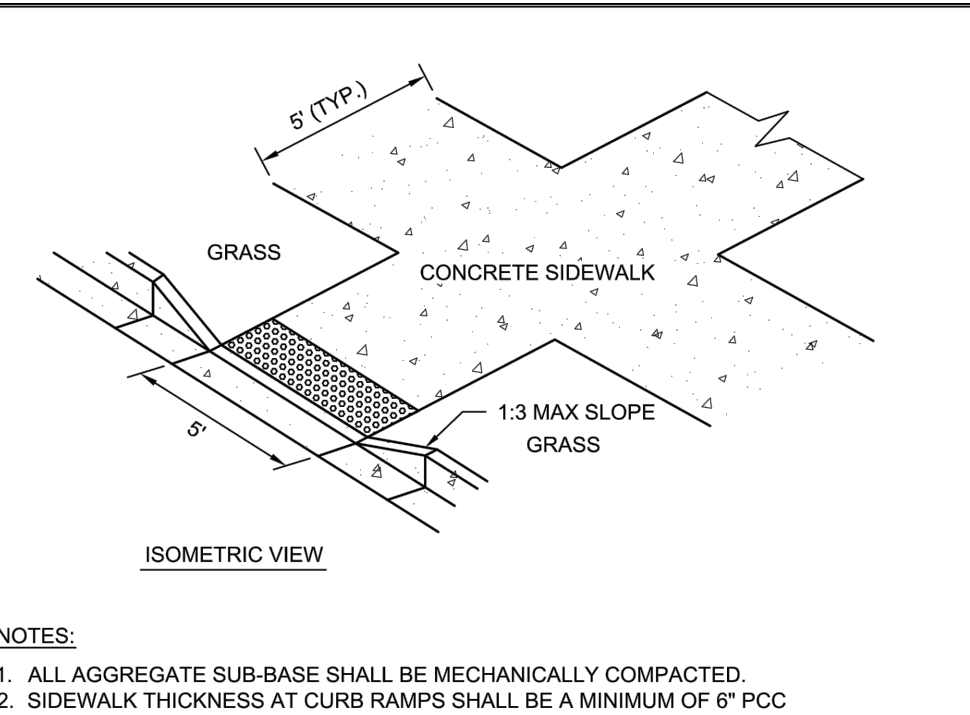 5' (TYP.)
GRASS
CONCRETE SIDEWALK
5'
1:3 MAX SLOPE
GRASS
ISOMETRIC VIEW
NOTES:
1. ALL AGGREGATE SUB-BASE SHALL BE MECHANICALLY COMPACTED.
2. SIDEWALK THICKNESS AT CURB RAMPS SHALL BE A MINIMUM OF 6" PCC